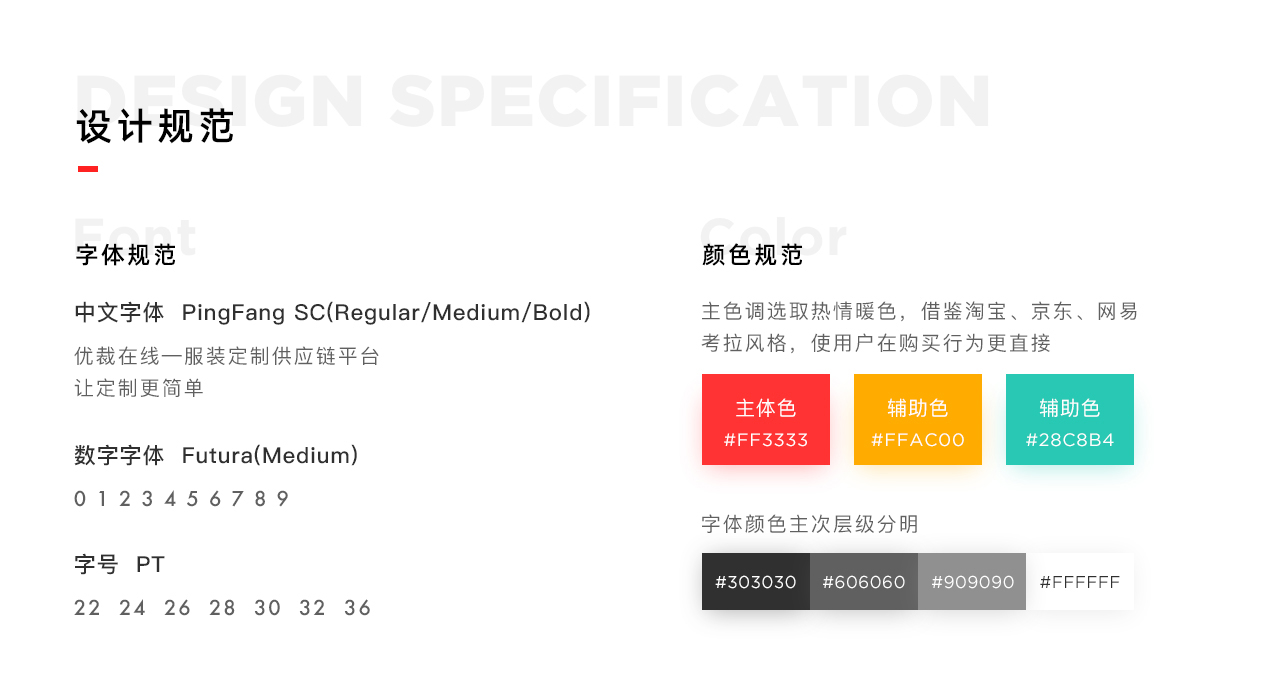 DESIGN SPECIFICATION
设计规范
Font
字体规范
中文字体 PingFang SC(Regular/Medium/Bold)
优裁在线—服装定制供应链平台
让定制更简单
数字字体 Futura(Medium)
0 1 2 3 4 5 6 7 8 9
字号 PT
22 24 26 28 30 32 36
Color
颜色规范
主色调选取热情暖色，借鉴淘宝、京东、网易
考拉风格，使用户在购买行为更直接
主体色
#FF3333
辅助色
#FFAC00
辅助色
#28C8B4
字体颜色主次层级分明
#303030 #606060 #909090 #FFFFFF